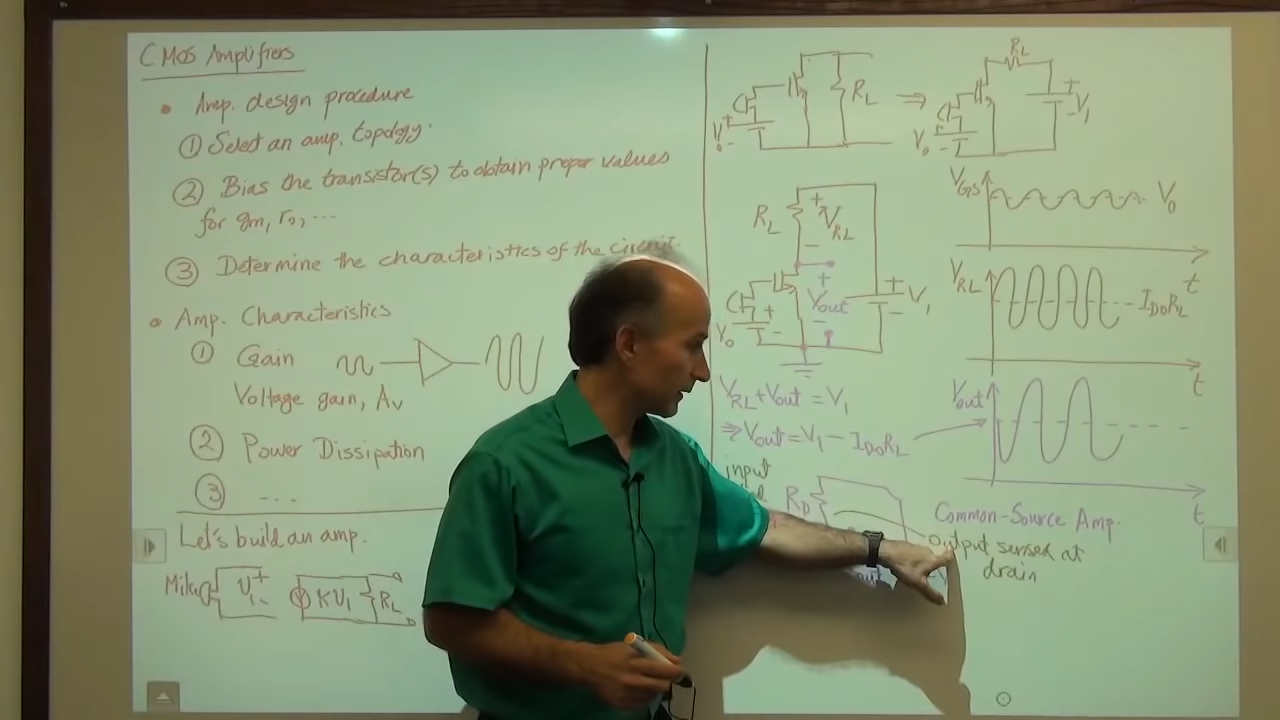 CMOS Amplifiers
• Amp. design procedure
① Select an amp. topology.
② Bias the transistor(s) to obtain proper values
for gm, ro, ...
③ Determine the characteristics of the circuit.
• Amp. Characteristics
① Gain
Voltage gain, Av
② Power Dissipation
③ ...
Let's build an amp.
Mike V1 + - KV1 RL
V0 + - RL ⇒ V0 + - RL + - V1
RL + VRL -
V0 + - + Vout - + - V1
VRL + Vout = V1
⇒ Vout = V1 - ID0RL
VGS V0 t
VRL ID0RL t
Vout t
input
RD
Common-Source Amp.
output sensed at
drain